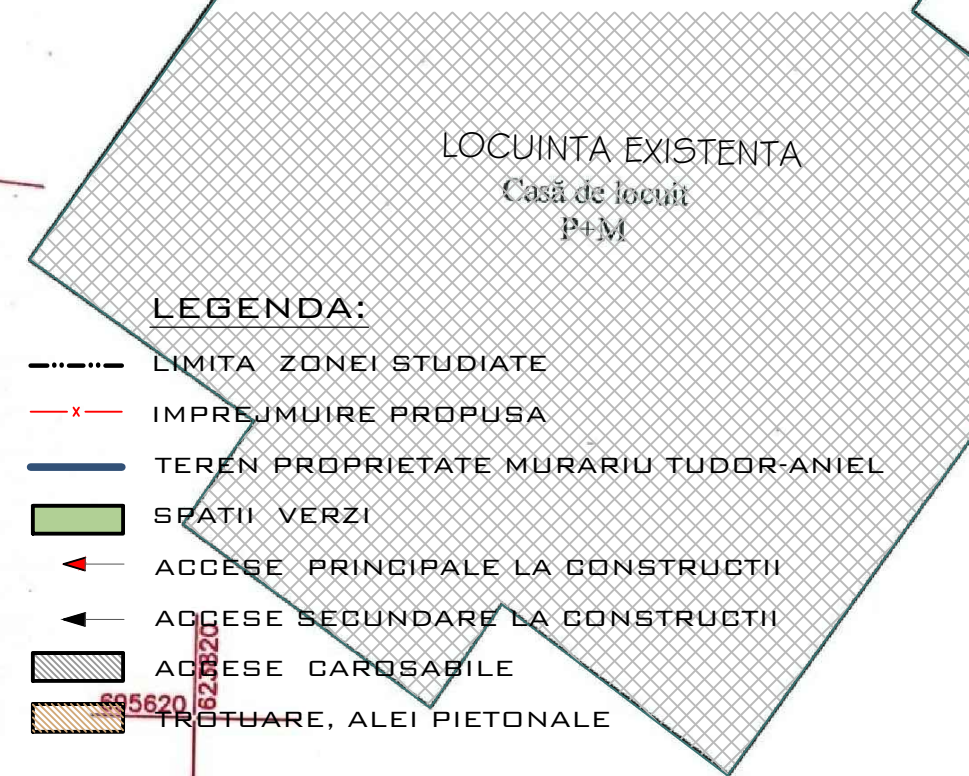 LOCUINTA EXISTENTA
Casă de locuit
P+M
LEGENDA:
LIMITA ZONEI STUDIATE
X IMPREJMUIRE PROPUSA
TEREN PROPRIETATE MURARIU TUDOR-ANIEL
SPATII VERZI
ACCESE PRINCIPALE LA CONSTRUCTII
ACCESE SECUNDARE LA CONSTRUCTII
ACCESE CAROSABILE
695620
623820
TROTUARE, ALEI PIETONALE